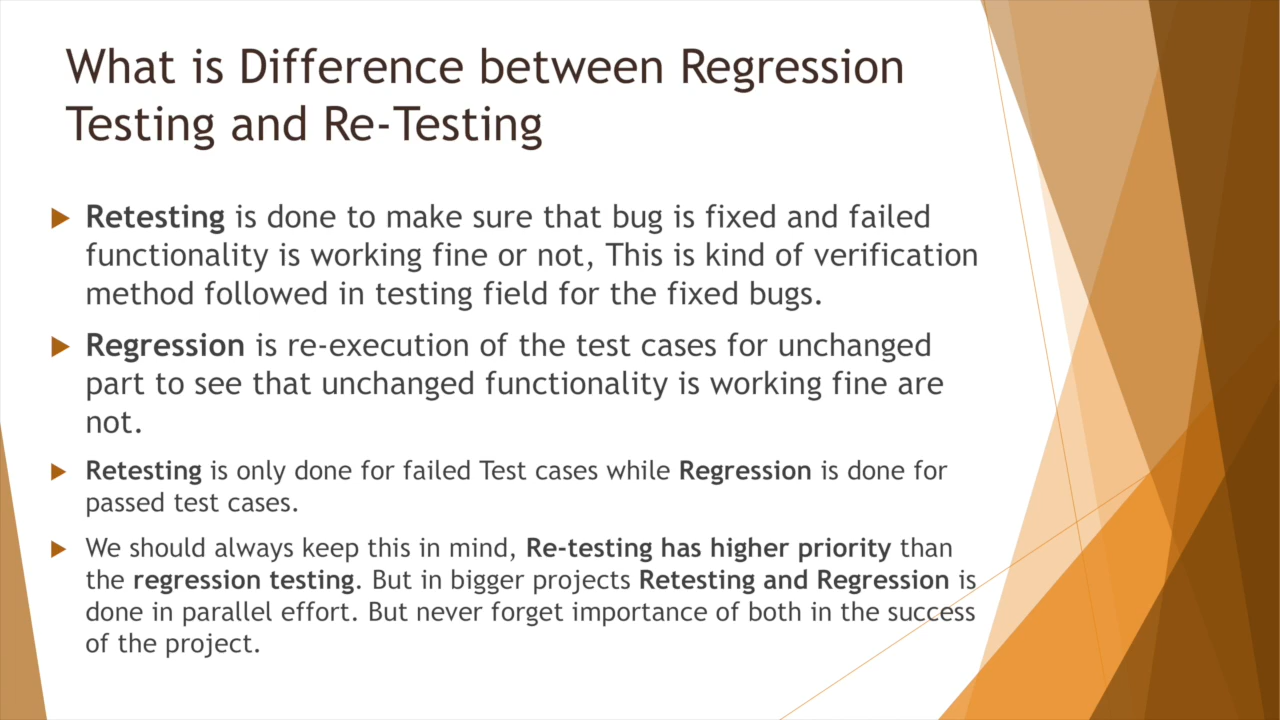 What is Difference between Regression
Testing and Re-Testing
Retesting is done to make sure that bug is fixed and failed
functionality is working fine or not, This is kind of verification
method followed in testing field for the fixed bugs.
Regression is re-execution of the test cases for unchanged
part to see that unchanged functionality is working fine are
not.
Retesting is only done for failed Test cases while Regression is done for
passed test cases.
We should always keep this in mind, Re-testing has higher priority than
the regression testing. But in bigger projects Retesting and Regression is
done in parallel effort. But never forget importance of both in the success
of the project.